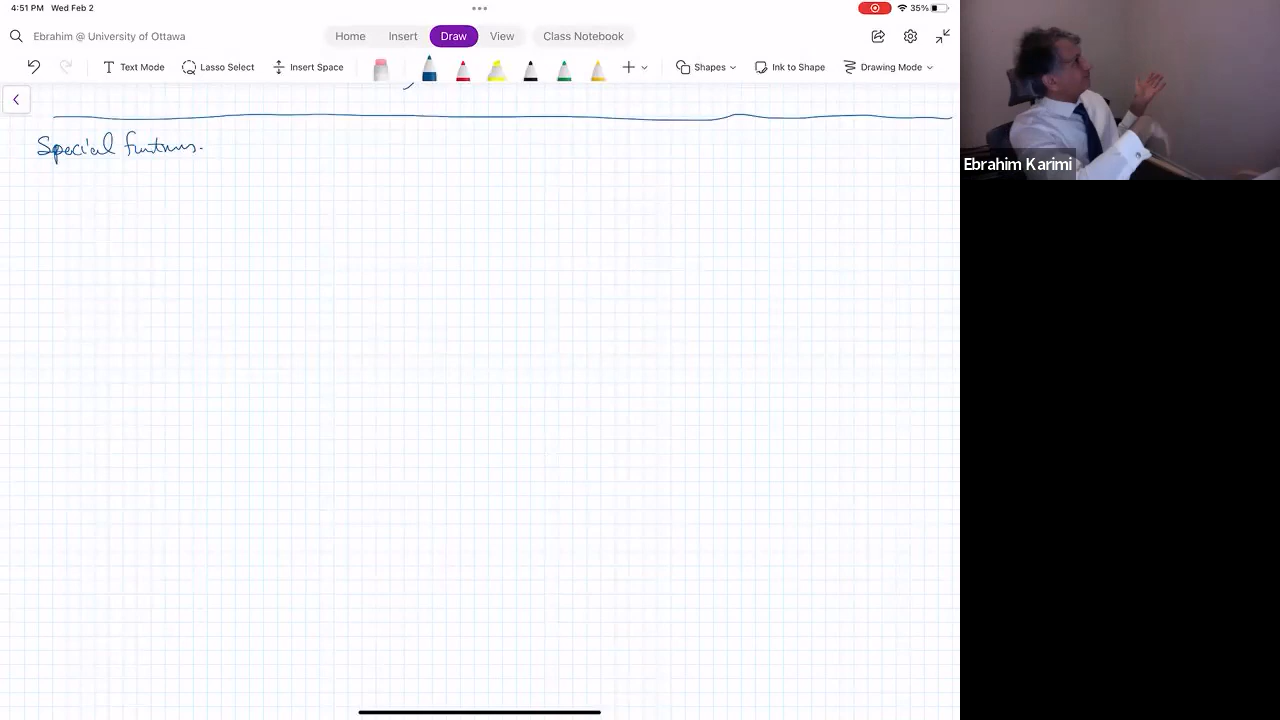 4:51 PM Wed Feb 2
35%
Ebrahim @ University of Ottawa
Home Insert Draw View Class Notebook
Text Mode Lasso Select Insert Space Shapes Ink to Shape Drawing Mode
Special functions.
Ebrahim Karimi